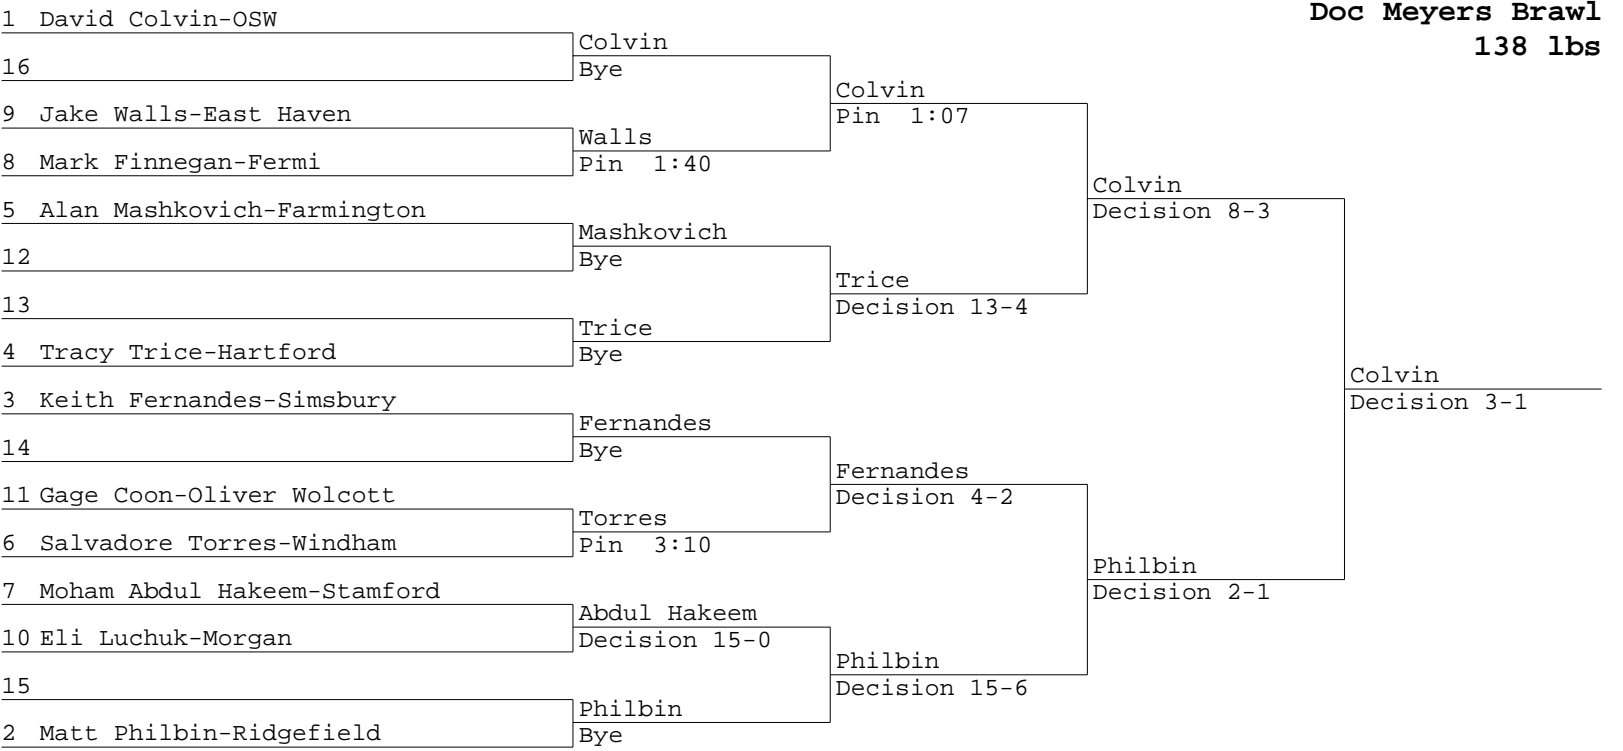 Doc Meyers Brawl
138 lbs
1 David Colvin-OSW
16
9 Jake Walls-East Haven
8 Mark Finnegan-Fermi
5 Alan Mashkovich-Farmington
12
13
4 Tracy Trice-Hartford
3 Keith Fernandes-Simsbury
14
11 Gage Coon-Oliver Wolcott
6 Salvadore Torres-Windham
7 Moham Abdul Hakeem-Stamford
10 Eli Luchuk-Morgan
15
2 Matt Philbin-Ridgefield
Colvin
Bye
Walls
Pin 1:40
Mashkovich
Bye
Trice
Bye
Fernandes
Bye
Torres
Pin 3:10
Abdul Hakeem
Decision 15-0
Philbin
Bye
Colvin
Pin 1:07
Trice
Decision 13-4
Fernandes
Decision 4-2
Philbin
Decision 15-6
Colvin
Decision 8-3
Philbin
Decision 2-1
Colvin
Decision 3-1